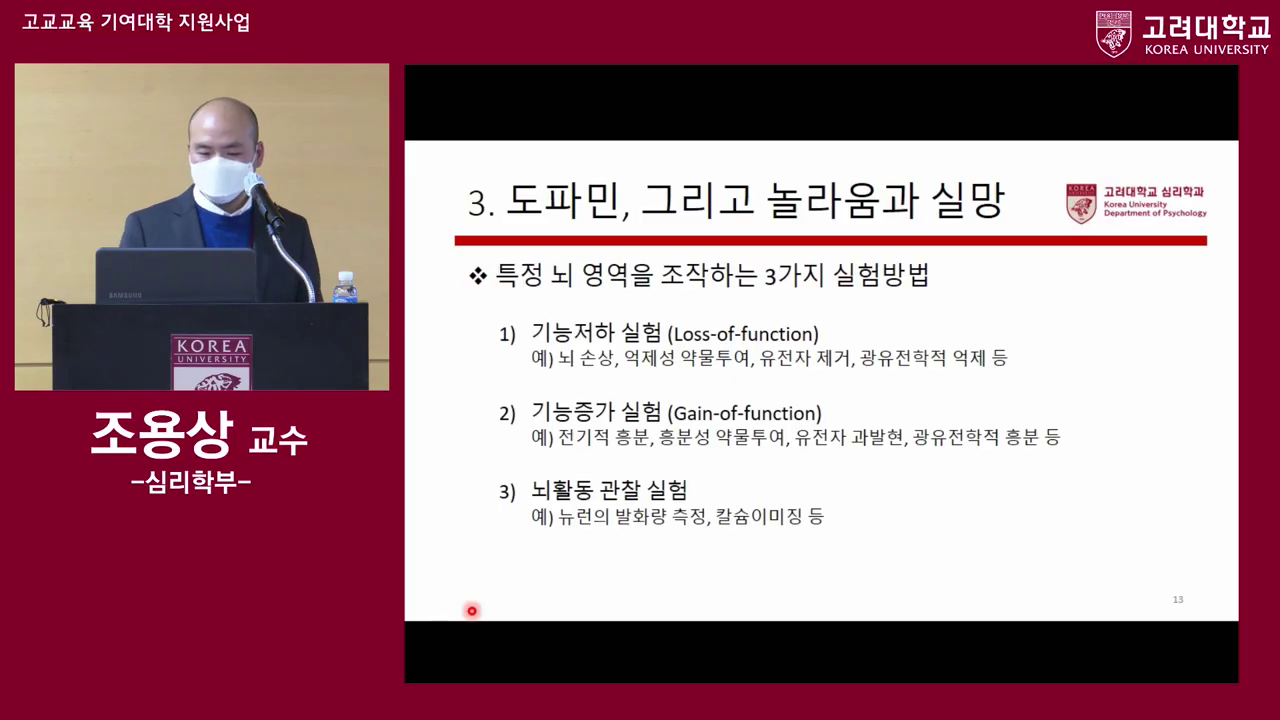 고교교육 기여대학 지원사업
고려대학교
KOREA UNIVERSITY
SAMSUNG
KOREA
UNIVERSITY
조용상 교수
-심리학부-
3. 도파민, 그리고 놀라움과 실망
KOREA
고려대학교 심리학과
Korea University
Department of Psychology
❖ 특정 뇌 영역을 조작하는 3가지 실험방법
1) 기능저하 실험 (Loss-of-function)
예) 뇌 손상, 억제성 약물투여, 유전자 제거, 광유전학적 억제 등
2) 기능증가 실험 (Gain-of-function)
예) 전기적 흥분, 흥분성 약물투여, 유전자 과발현, 광유전학적 흥분 등
3) 뇌활동 관찰 실험
예) 뉴런의 발화량 측정, 칼슘이미징 등
13